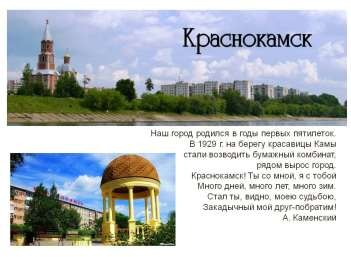 Краснокамск
Наш город родился в годы первых пятилеток.
В 1929 г. на берегу красавицы Камы
стали возводить бумажный комбинат,
рядом вырос город.
Краснокамск! Ты со мной, я с тобой
Много дней, много лет, много зим.
Стал ты, видно, моею судьбою,
Закадычный мой друг-побратим!
А. Каменский